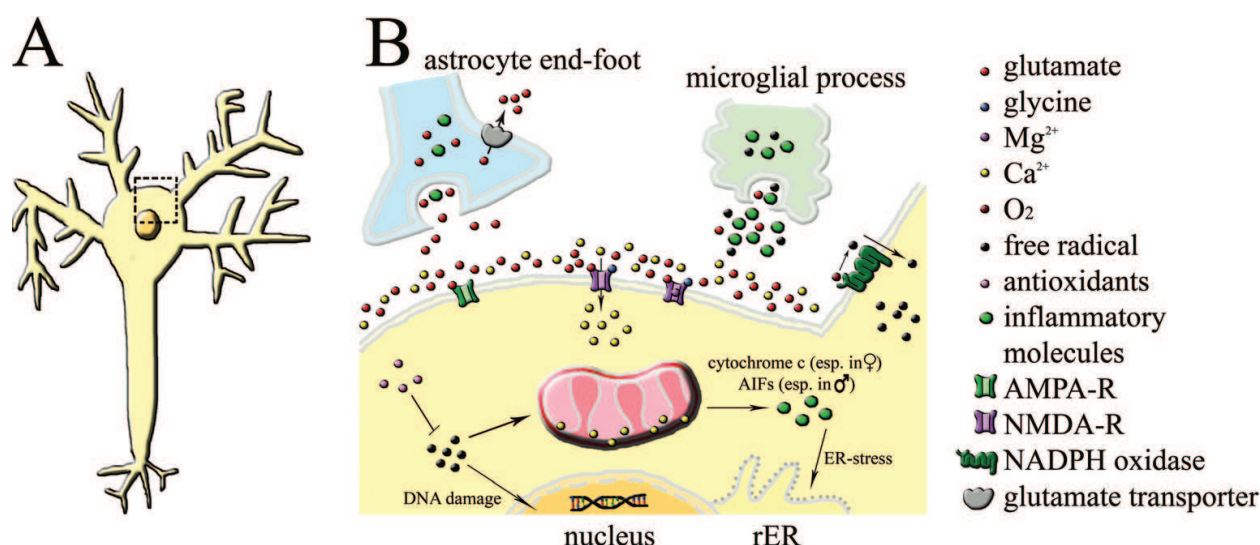 A
B
astrocyte end-foot
microglial process
cytochrome c (esp. in♀)
AIFs (esp. in♂)
ER-stress
DNA damage
nucleus
rER
glutamate
glycine
Mg²⁺
Ca²⁺
O₂
free radical
antioxidants
inflammatory
molecules
AMPA-R
NMDA-R
NADPH oxidase
glutamate transporter